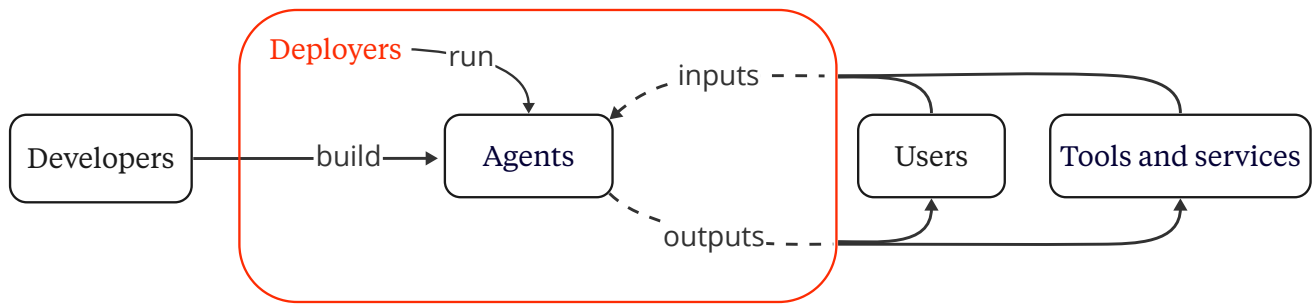 Deployers
run
inputs
Developers
build
Agents
Users
Tools and services
outputs